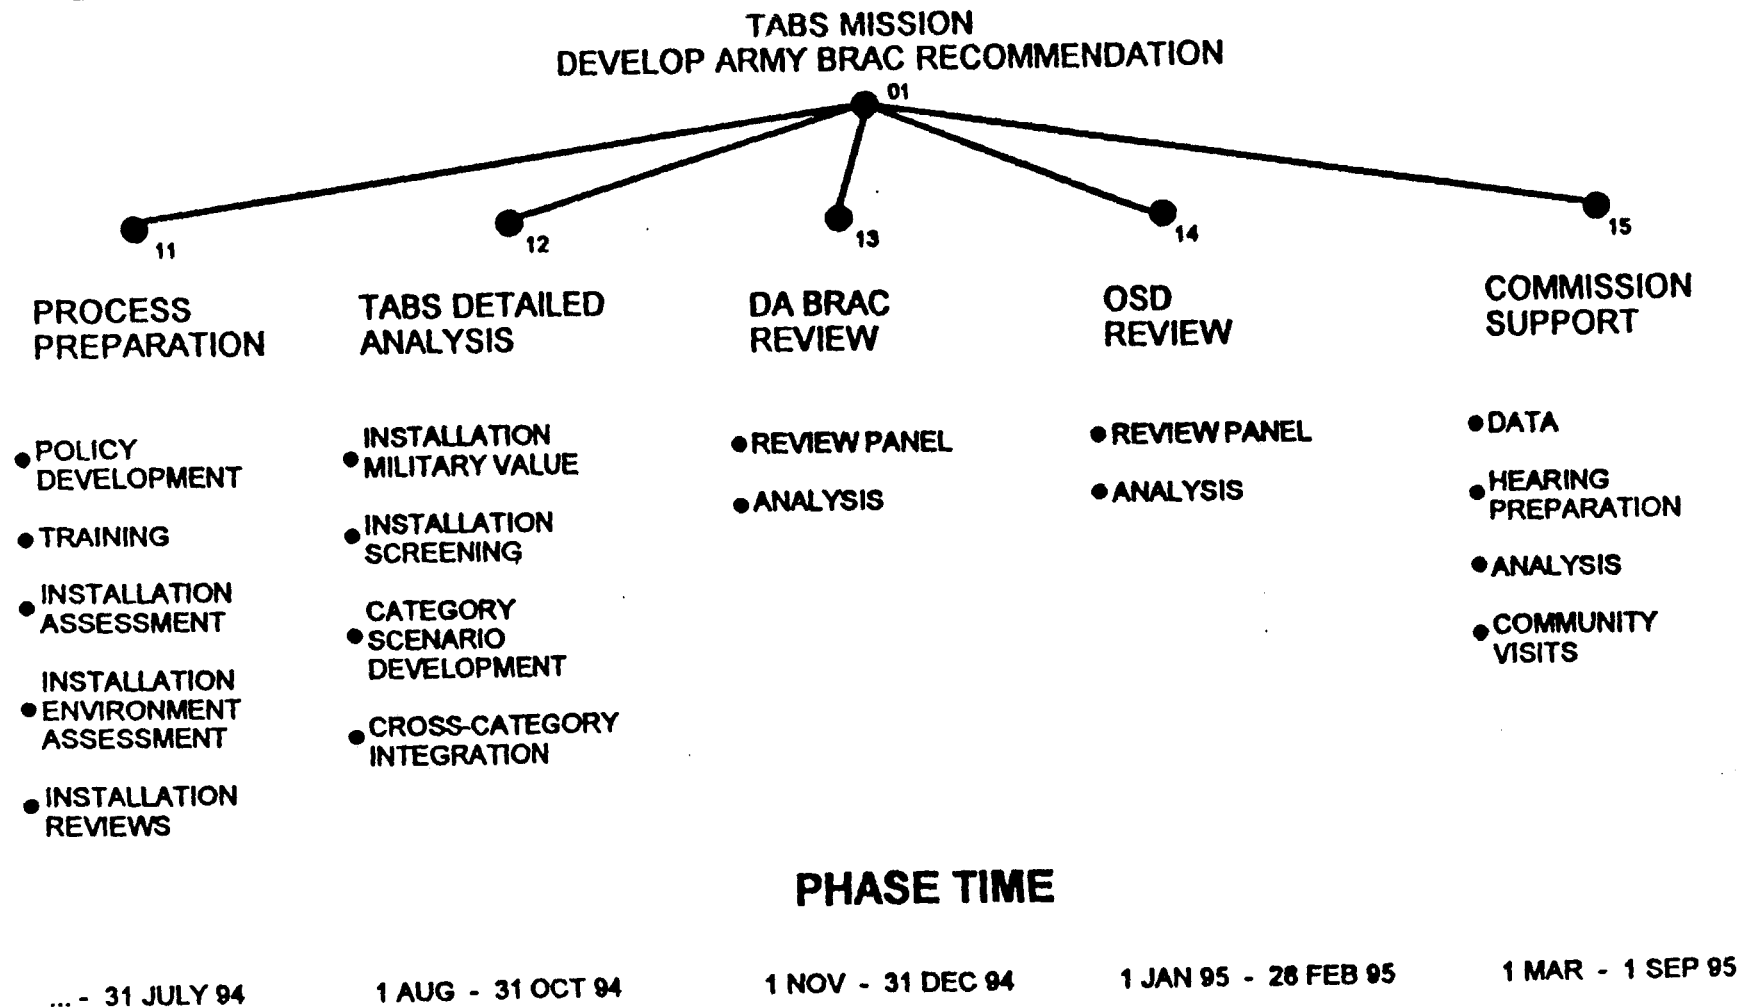 TABS MISSION
DEVELOP ARMY BRAC RECOMMENDATION
01
11
12
13
14
15
PROCESS
PREPARATION
POLICY
DEVELOPMENT
TRAINING
INSTALLATION
ASSESSMENT
INSTALLATION
ENVIRONMENT
ASSESSMENT
INSTALLATION
REVIEWS
TABS DETAILED
ANALYSIS
INSTALLATION
MILITARY VALUE
INSTALLATION
SCREENING
CATEGORY
SCENARIO
DEVELOPMENT
CROSS-CATEGORY
INTEGRATION
DA BRAC
REVIEW
REVIEW PANEL
ANALYSIS
OSD
REVIEW
REVIEW PANEL
ANALYSIS
COMMISSION
SUPPORT
DATA
HEARING
PREPARATION
ANALYSIS
COMMUNITY
VISITS
PHASE TIME
... - 31 JULY 94
1 AUG - 31 OCT 94
1 NOV - 31 DEC 94
1 JAN 95 - 28 FEB 95
1 MAR - 1 SEP 95